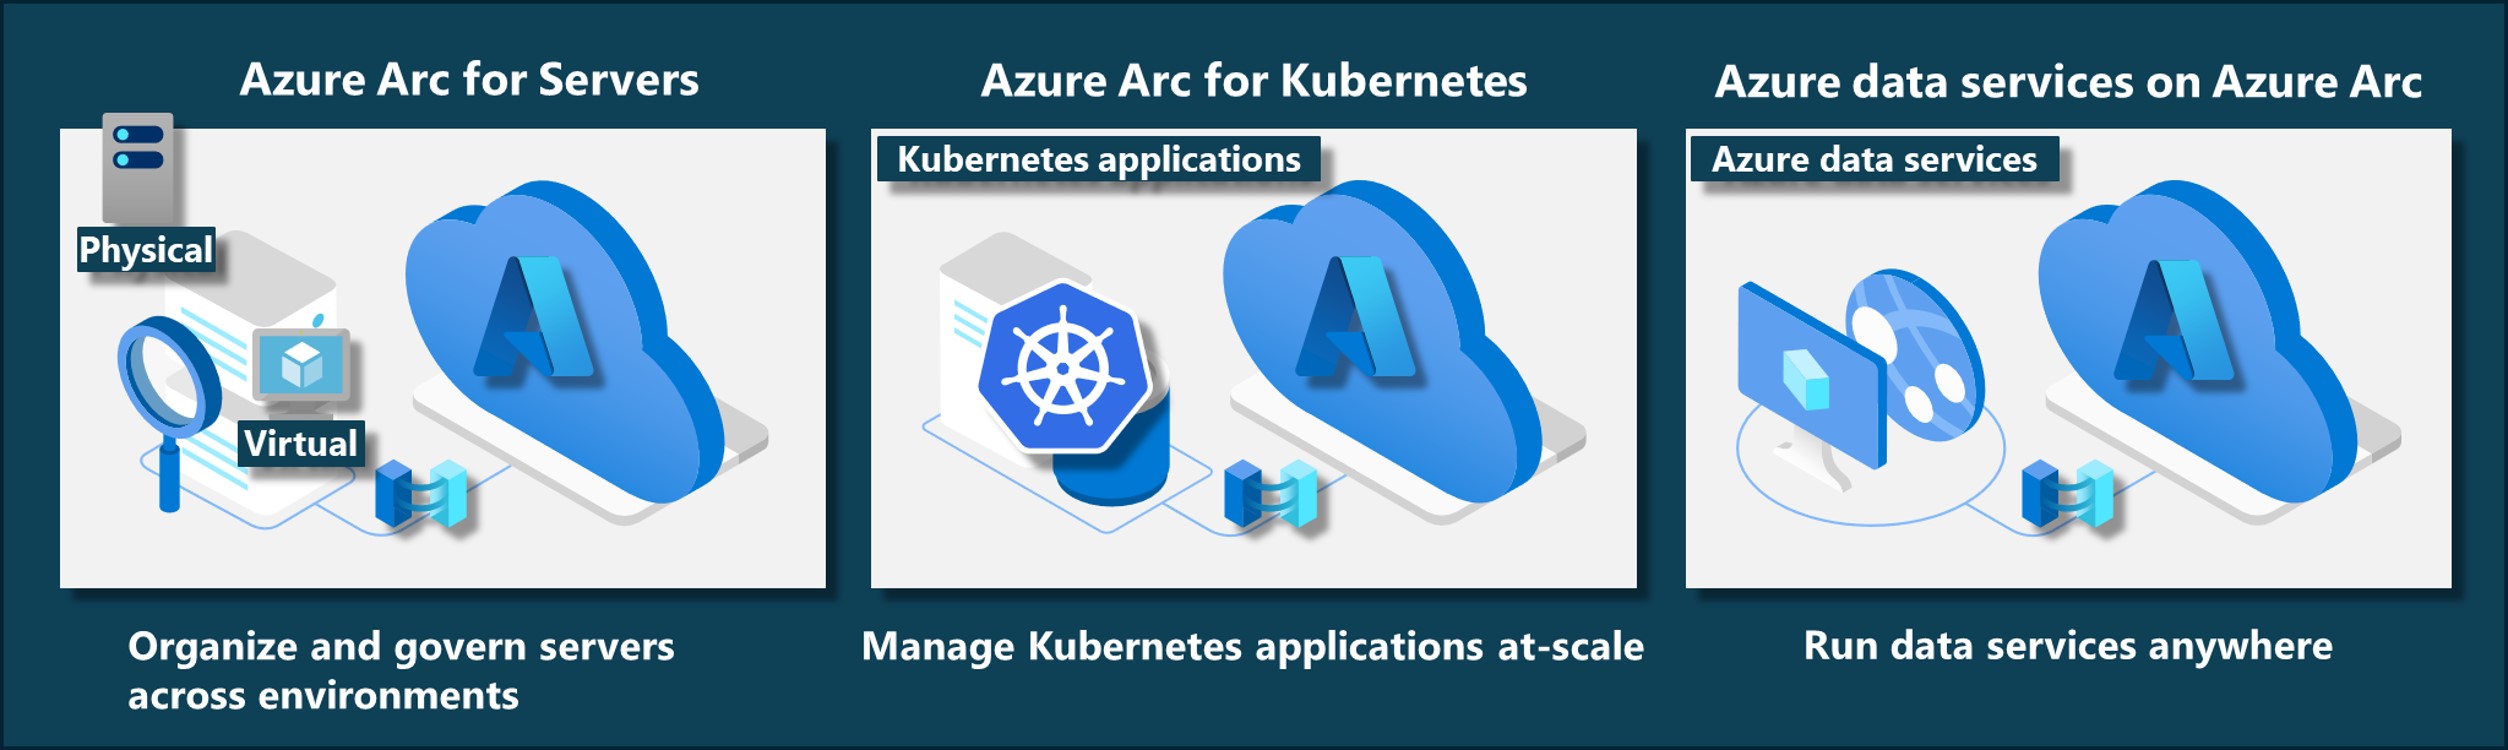 Azure Arc for Servers
Physical
Virtual
Organize and govern servers
across environments
Azure Arc for Kubernetes
Kubernetes applications
Manage Kubernetes applications at-scale
Azure data services on Azure Arc
Azure data services
Run data services anywhere